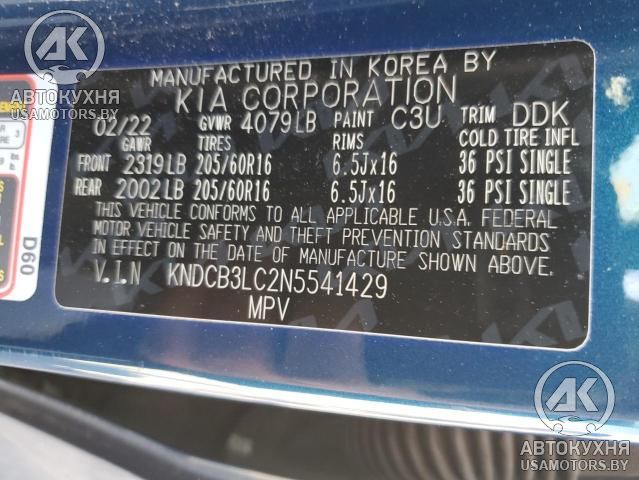 MANUFACTURED IN KOREA BY
KIA CORPORATION
02/22 GVWR 4079LB PAINT C3U TRIM DDK
GAWR TIRES RIMS COLD TIRE INFL
FRONT 2319LB 205/60R16 6.5Jx16 36 PSI SINGLE
REAR 2002LB 205/60R16 6.5Jx16 36 PSI SINGLE
THIS VEHICLE CONFORMS TO ALL APPLICABLE U.S.A. FEDERAL
MOTOR VEHICLE SAFETY AND THEFT PREVENTION STANDARDS
IN EFFECT ON THE DATE OF MANUFACTURE SHOWN ABOVE.
V.I.N KNDCB3LC2N5541429
MPV
D60
АК
АВТОКУХНЯ
USAMOTORS.BY
АК
АВТОКУХНЯ
USAMOTORS.BY